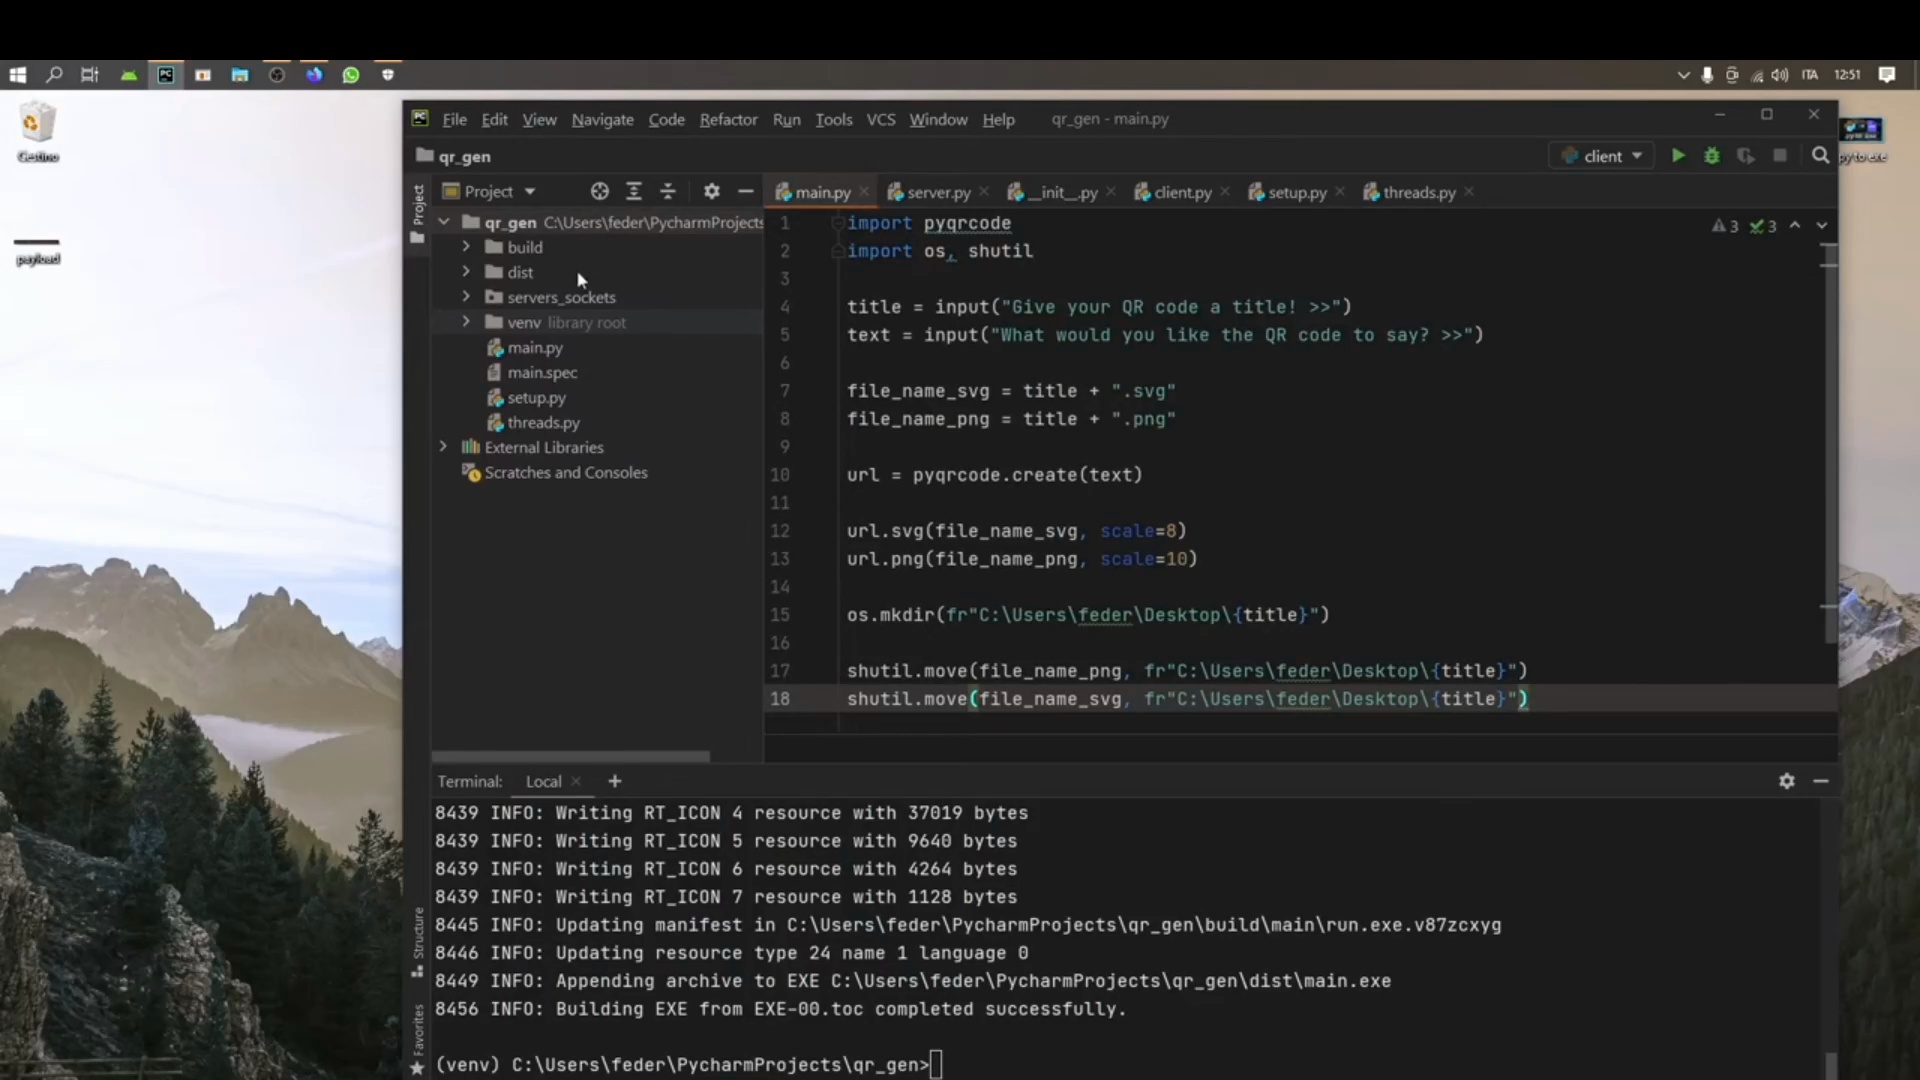 ITA 12:51
Cestino
payload
py to exe
File Edit View Navigate Code Refactor Run Tools VCS Window Help qr_gen - main.py
qr_gen
client
Project
Project
main.py server.py __init__.py client.py setup.py threads.py
qr_gen C:\Users\feder\PycharmProjects
build
dist
servers_sockets
venv library root
main.py
main.spec
setup.py
threads.py
External Libraries
Scratches and Consoles
3 3
1 import pyqrcode
2 import os, shutil
3
4 title = input("Give your QR code a title! >>")
5 text = input("What would you like the QR code to say? >>")
6
7 file_name_svg = title + ".svg"
8 file_name_png = title + ".png"
9
10 url = pyqrcode.create(text)
11
12 url.svg(file_name_svg, scale=8)
13 url.png(file_name_png, scale=10)
14
15 os.mkdir(fr"C:\Users\feder\Desktop\{title}")
16
17 shutil.move(file_name_png, fr"C:\Users\feder\Desktop\{title}")
18 shutil.move(file_name_svg, fr"C:\Users\feder\Desktop\{title}")
Terminal: Local
8439 INFO: Writing RT_ICON 4 resource with 37019 bytes
8439 INFO: Writing RT_ICON 5 resource with 9640 bytes
8439 INFO: Writing RT_ICON 6 resource with 4264 bytes
8439 INFO: Writing RT_ICON 7 resource with 1128 bytes
8445 INFO: Updating manifest in C:\Users\feder\PycharmProjects\qr_gen\build\main\run.exe.v87zcxyg
8446 INFO: Updating resource type 24 name 1 language 0
8449 INFO: Appending archive to EXE C:\Users\feder\PycharmProjects\qr_gen\dist\main.exe
8456 INFO: Building EXE from EXE-00.toc completed successfully.
(venv) C:\Users\feder\PycharmProjects\qr_gen>
Structure
Favorites